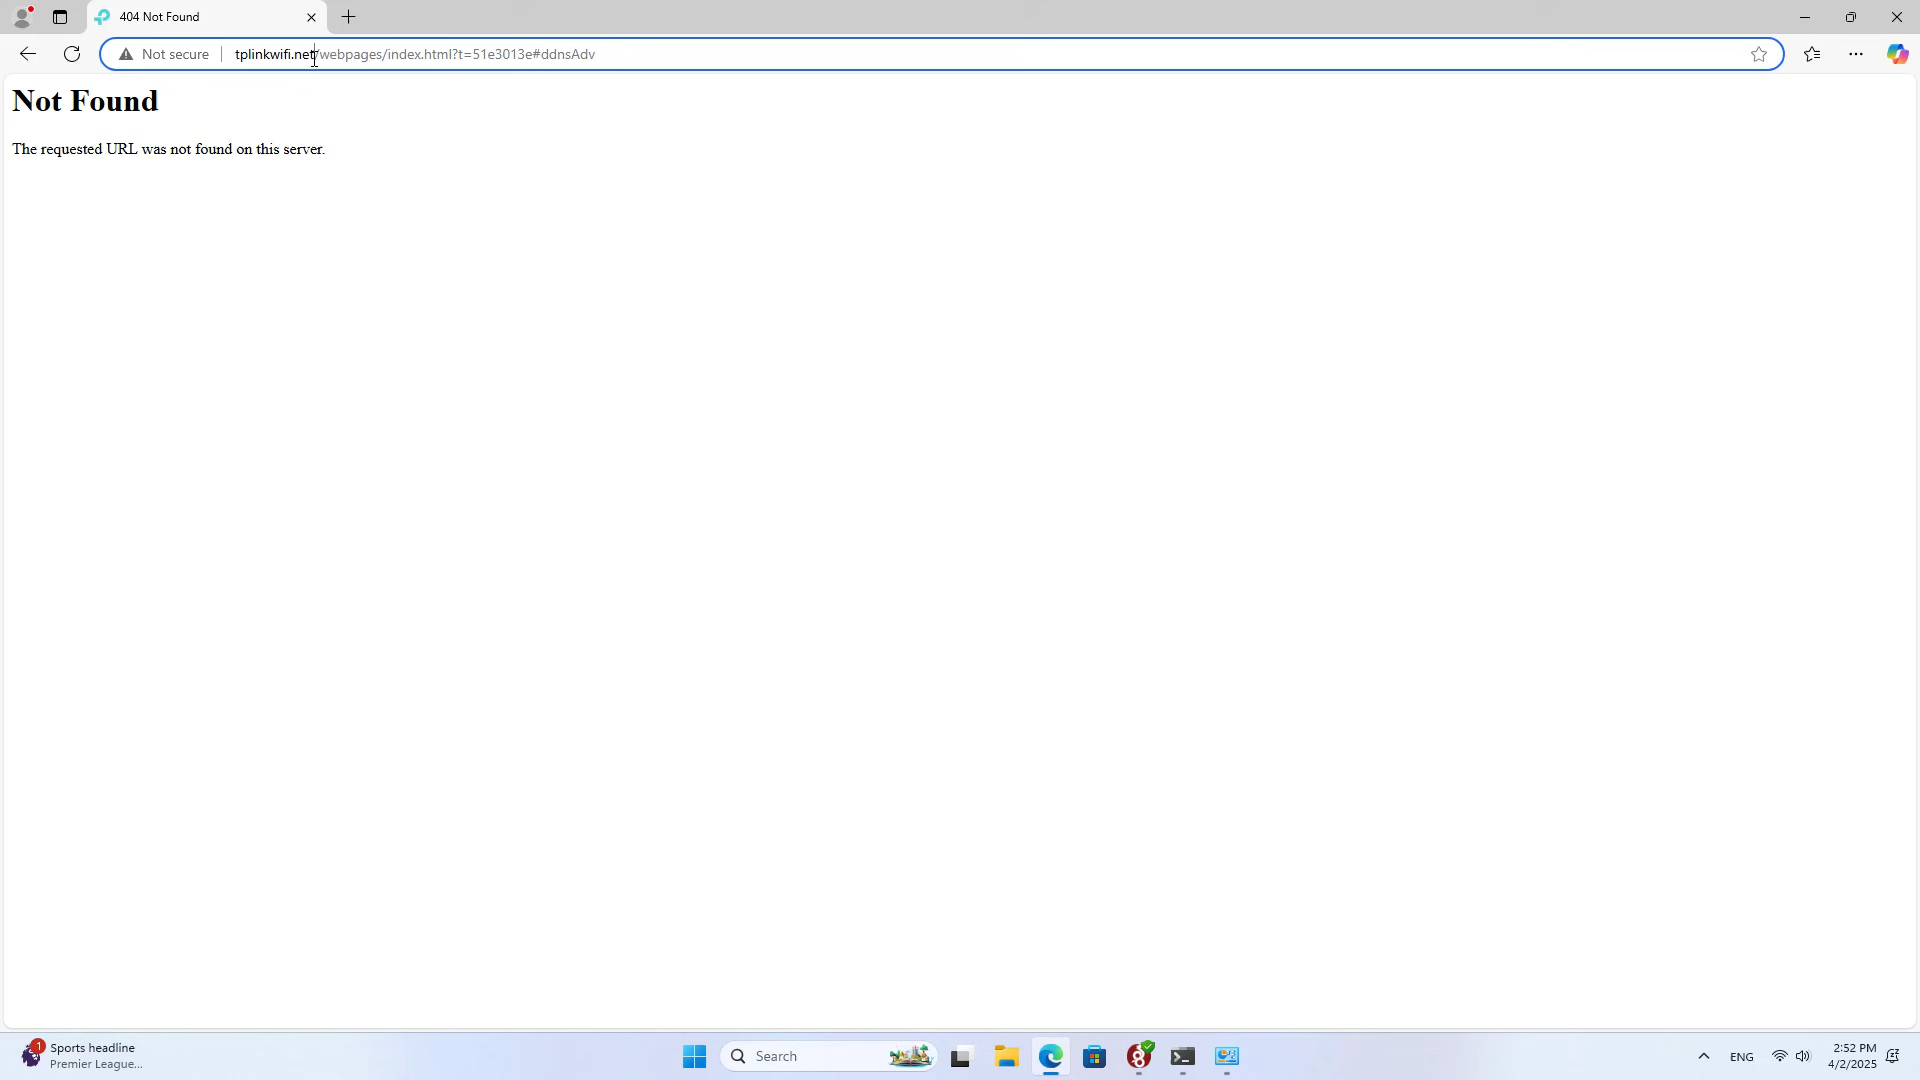 404 Not Found
Not secure
tplinkwifi.net/webpages/index.html?t=51e3013e#ddnsAdv
Not Found
The requested URL was not found on this server.
1
Sports headline
Premier League...
Search
ENG
2:52 PM
4/2/2025